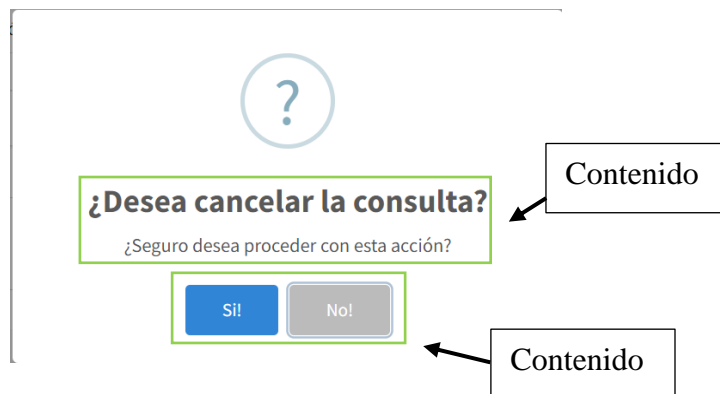 ?
¿Desea cancelar la consulta?
¿Seguro desea proceder con esta acción?
Si!
No!
Contenido
Contenido